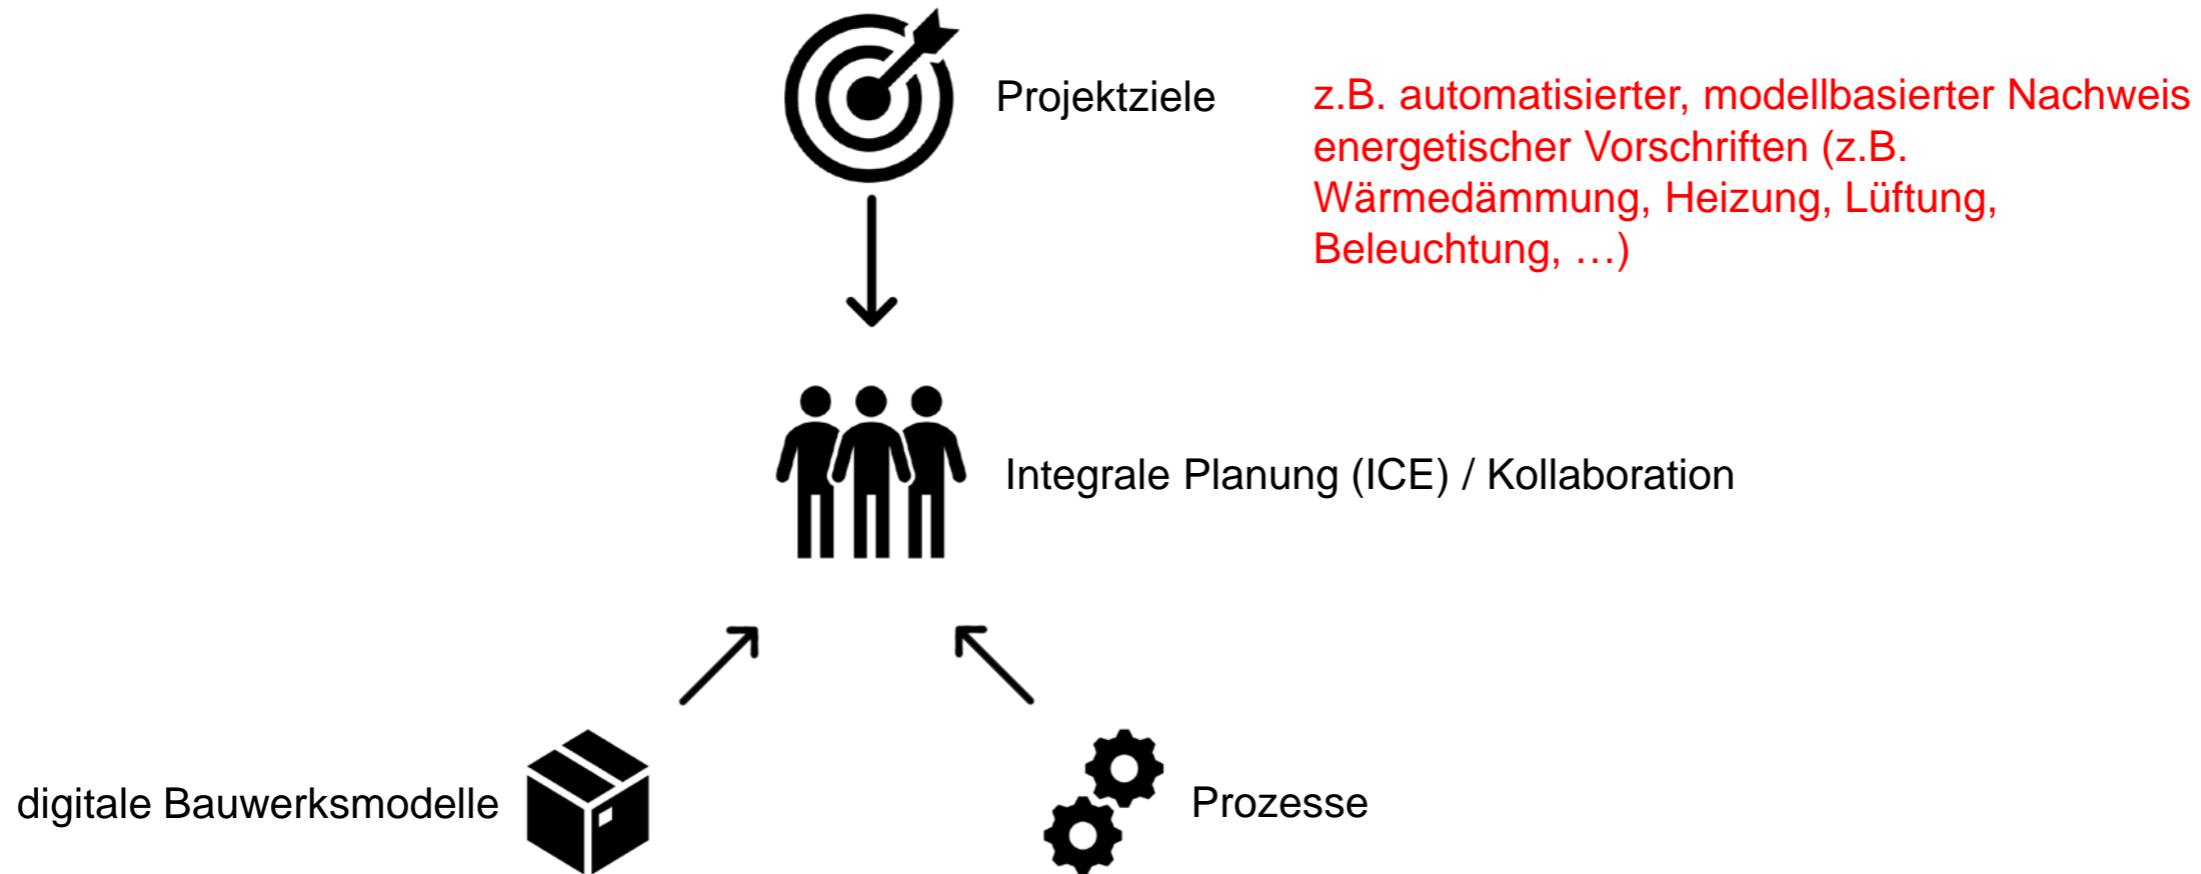 Projektziele
z.B. automatisierter, modellbasierter Nachweis
energetischer Vorschriften (z.B.
Wärmedämmung, Heizung, Lüftung,
Beleuchtung, …)
Integrale Planung (ICE) / Kollaboration
digitale Bauwerksmodelle
Prozesse